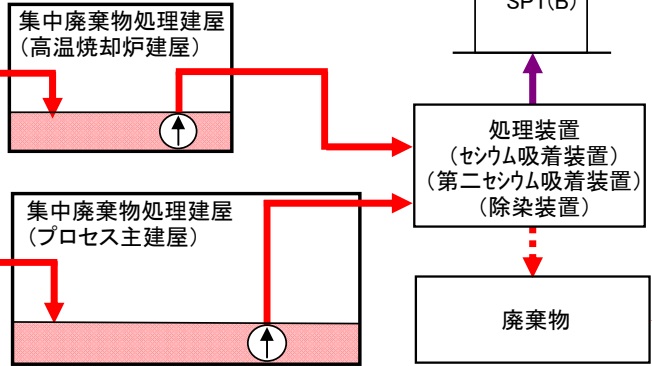 集中廃棄物処理建屋
（高温焼却炉建屋）
SPT(B)
処理装置
（セシウム吸着装置）
（第二セシウム吸着装置）
（除染装置）
集中廃棄物処理建屋
（プロセス主建屋）
廃棄物